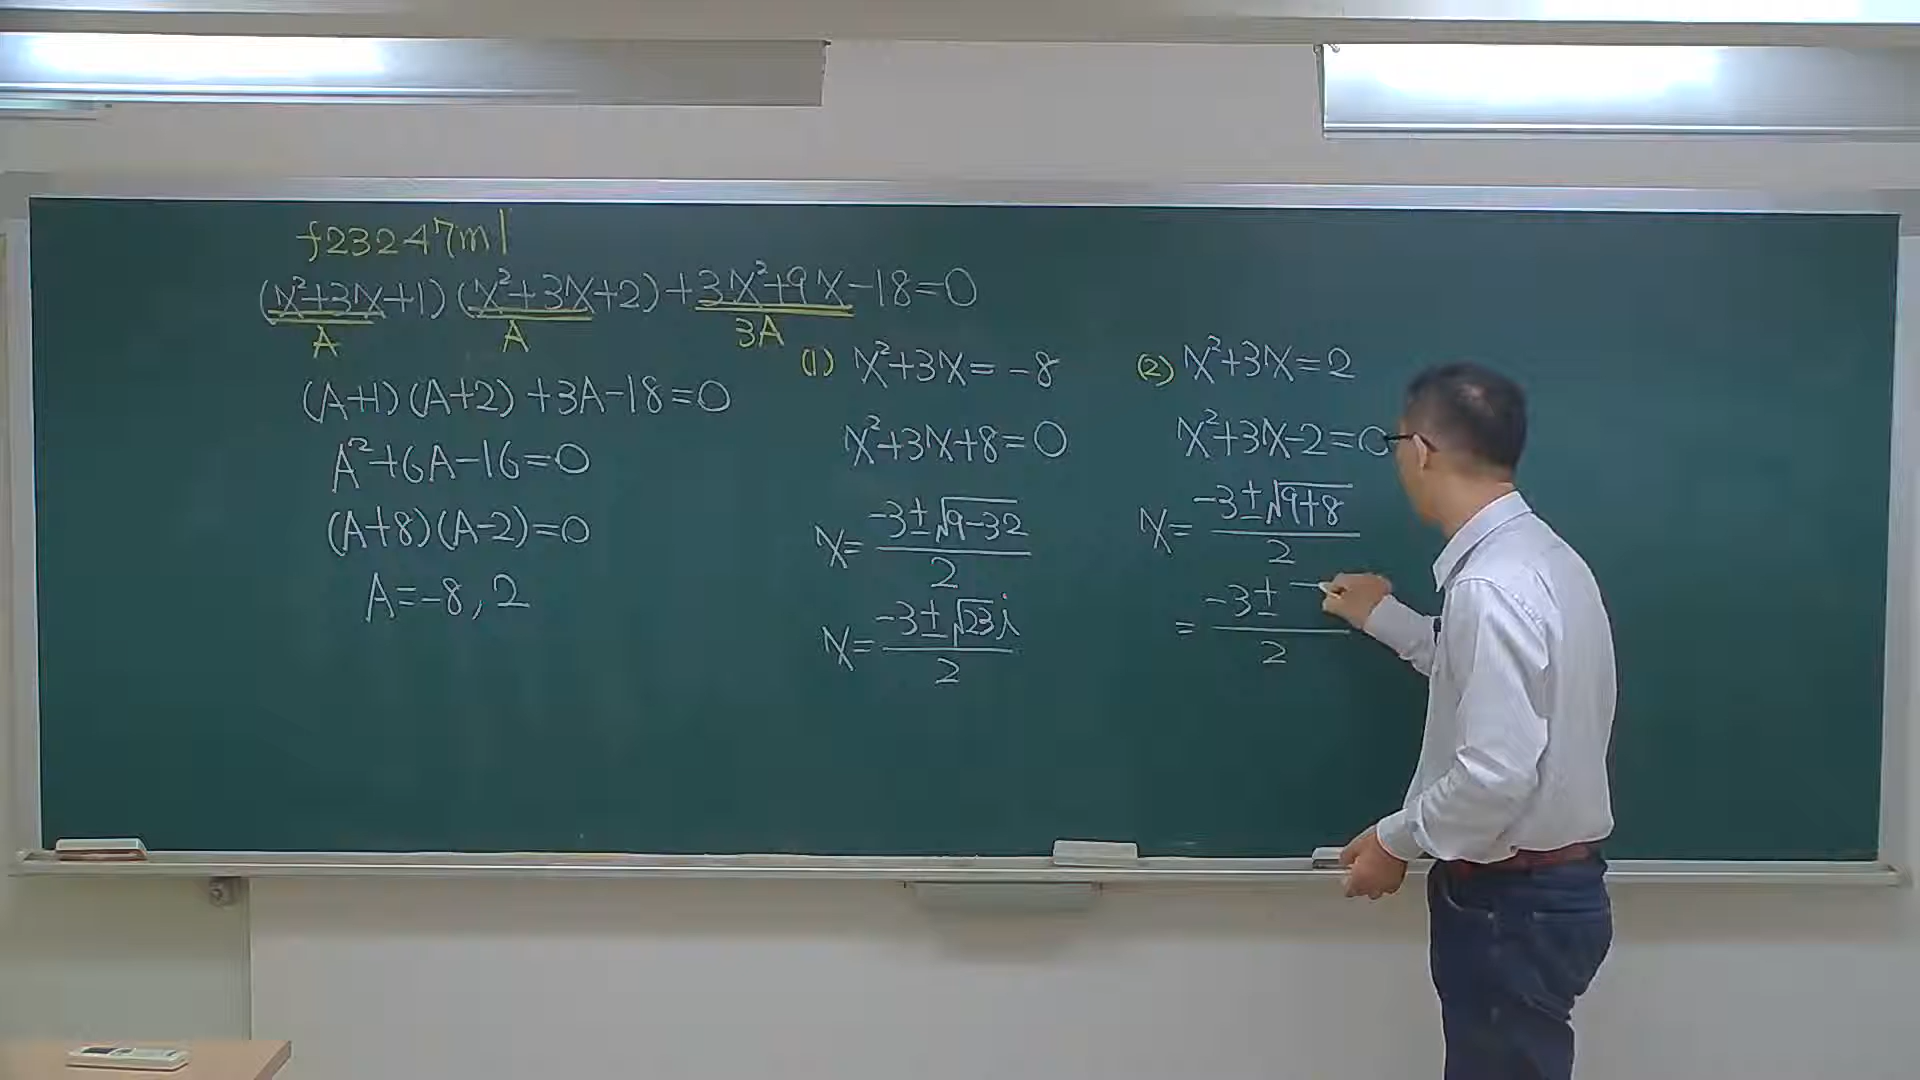 f23247ml
(x²+3x+1)(x²+3x+2)+3x²+9x-18=0
A A 3A
(A+1)(A+2)+3A-18=0
A²+6A-16=0
(A+8)(A-2)=0
A=-8,2
(1) x²+3x=-8
x²+3x+8=0
x=(-3±√(9-32))/2
x=(-3±√23 i)/2
(2) x²+3x=2
x²+3x-2=0
x=(-3±√(9+8))/2
=(-3±)/2